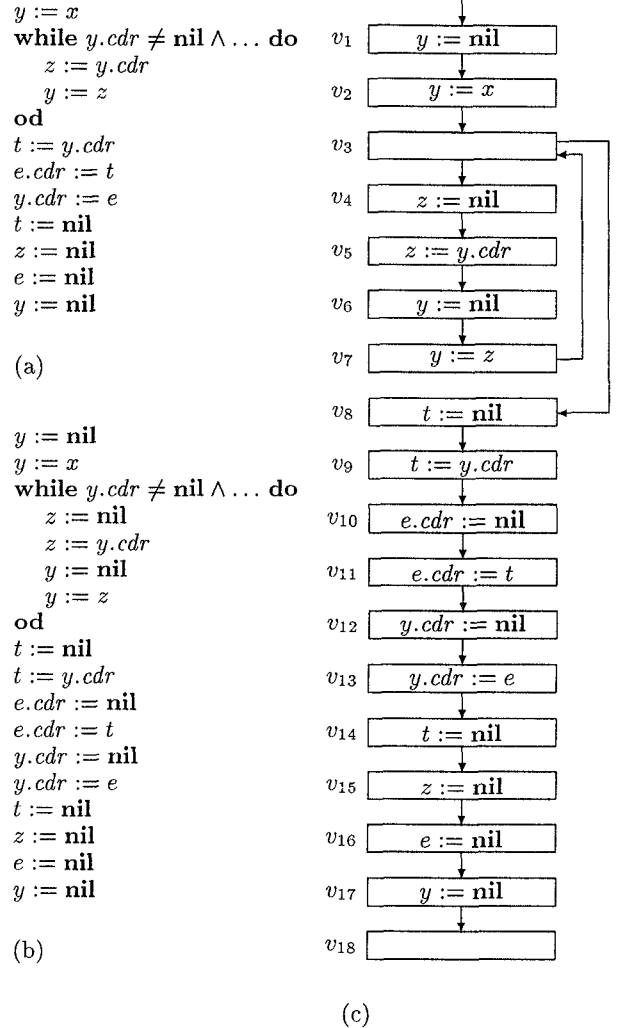 y := x
while y.cdr ≠ nil ∧ ... do
z := y.cdr
y := z
od
t := y.cdr
e.cdr := t
y.cdr := e
t := nil
z := nil
e := nil
y := nil
(a)
y := nil
y := x
while y.cdr ≠ nil ∧ ... do
z := nil
z := y.cdr
y := nil
y := z
od
t := nil
t := y.cdr
e.cdr := nil
e.cdr := t
y.cdr := nil
y.cdr := e
t := nil
z := nil
e := nil
y := nil
(b)
v1 y := nil
v2 y := x
v3
v4 z := nil
v5 z := y.cdr
v6 y := nil
v7 y := z
v8 t := nil
v9 t := y.cdr
v10 e.cdr := nil
v11 e.cdr := t
v12 y.cdr := nil
v13 y.cdr := e
v14 t := nil
v15 z := nil
v16 e := nil
v17 y := nil
v18
(c)